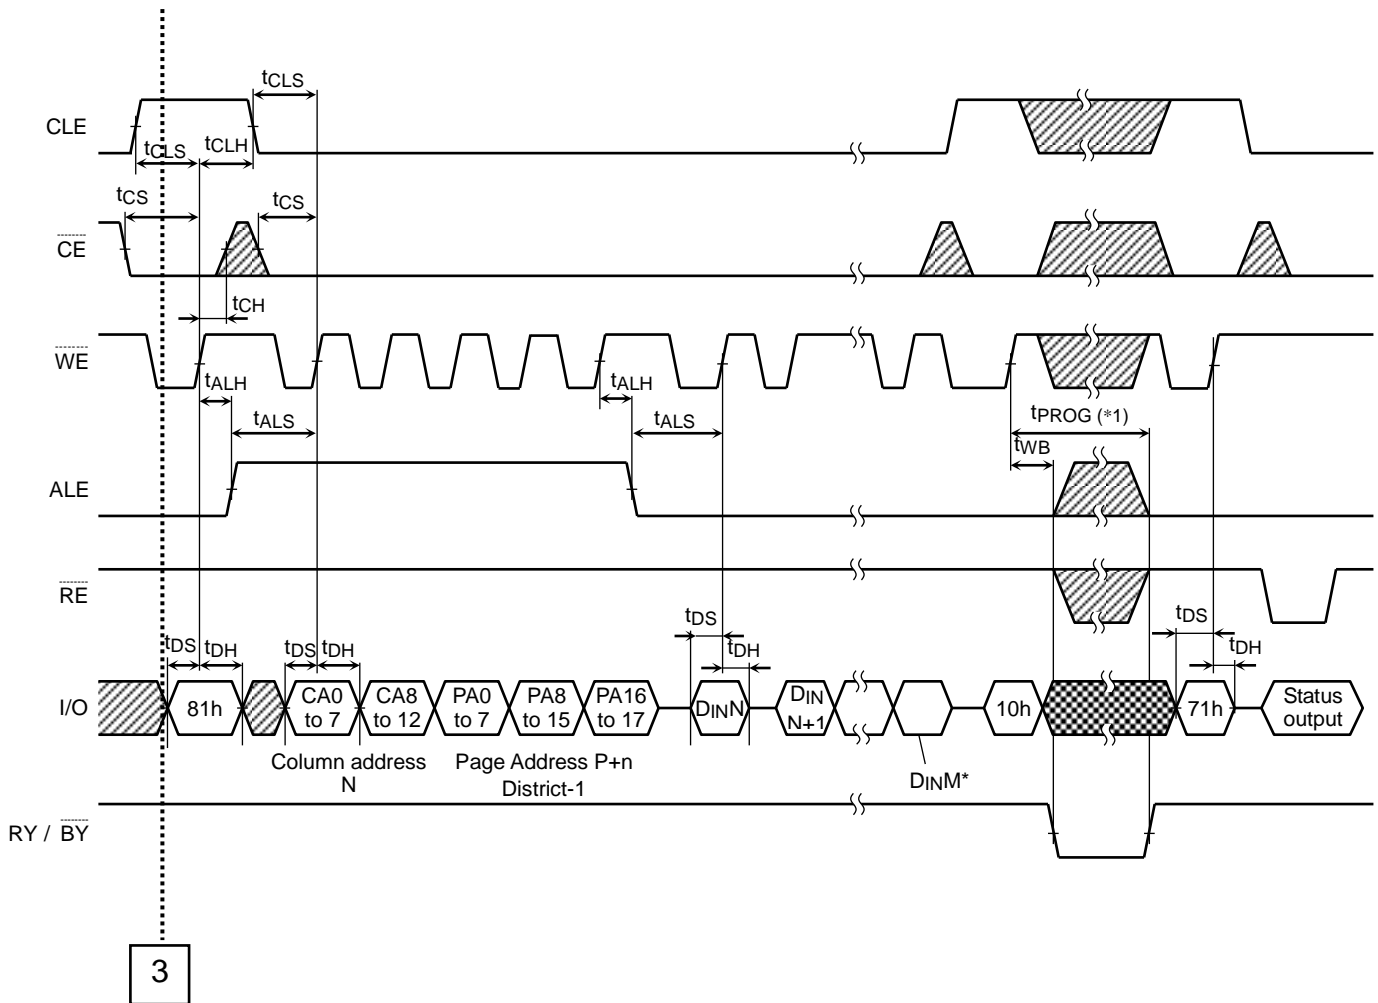 tCLS
CLE
tCLS
tCLH
tCS
tCS
CE
tCH
WE
tALH
tALH
tALS
tALS
tPROG (*1)
tWB
ALE
RE
tDS
tDH
tDS
tDH
tDS
tDH
tDS
tDH
I/O
81h
CA0 to 7
CA8 to 12
PA0 to 7
PA8 to 15
PA16 to 17
DINN
DIN N+1
10h
71h
Status output
Column address N
Page Address P+n District-1
DINM*
RY / BY
3